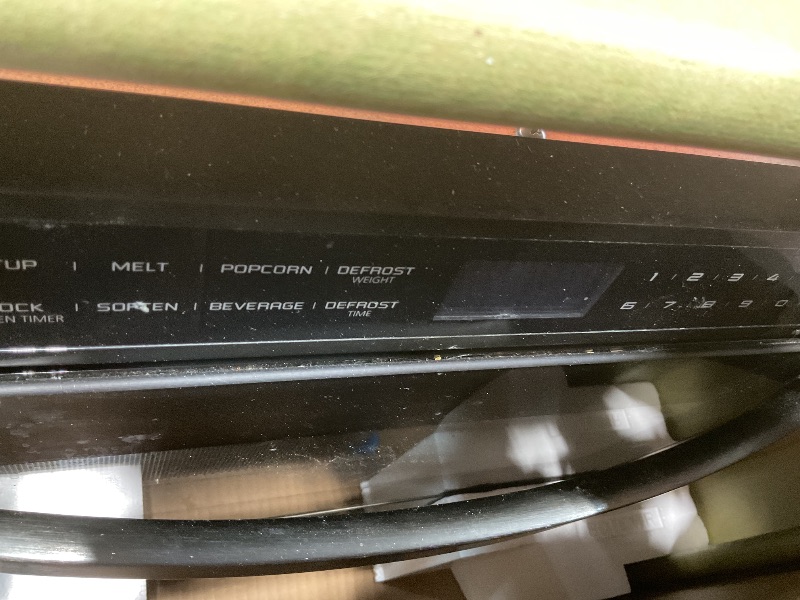 TUP | MELT | POPCORN | DEFROST WEIGHT
OCK EN TIMER | SOFTEN | BEVERAGE | DEFROST TIME
1 / 2 / 3 / 4
6 / 7 / 8 / 9 / 0